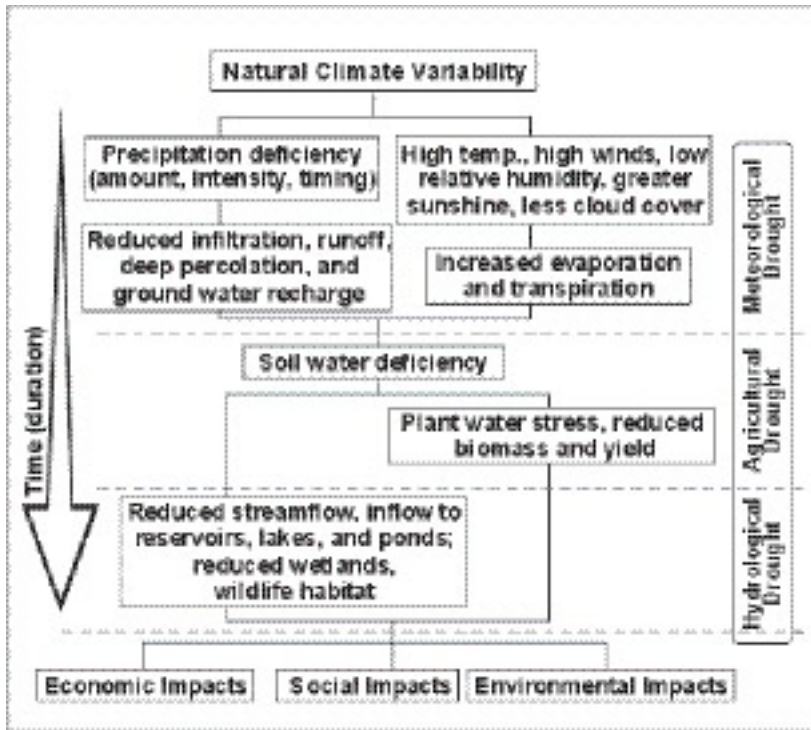 Natural Climate Variability
Precipitation deficiency
(amount, intensity, timing)
High temp., high winds, low
relative humidity, greater
sunshine, less cloud cover
Reduced infiltration, runoff,
deep percolation, and
ground water recharge
Increased evaporation
and transpiration
Meteorological
Drought
Soil water deficiency
Plant water stress, reduced
biomass and yield
Agricultural
Drought
Time (duration)
Reduced streamflow, inflow to
reservoirs, lakes, and ponds;
reduced wetlands,
wildlife habitat
Hydrological
Drought
Economic Impacts
Social Impacts
Environmental Impacts